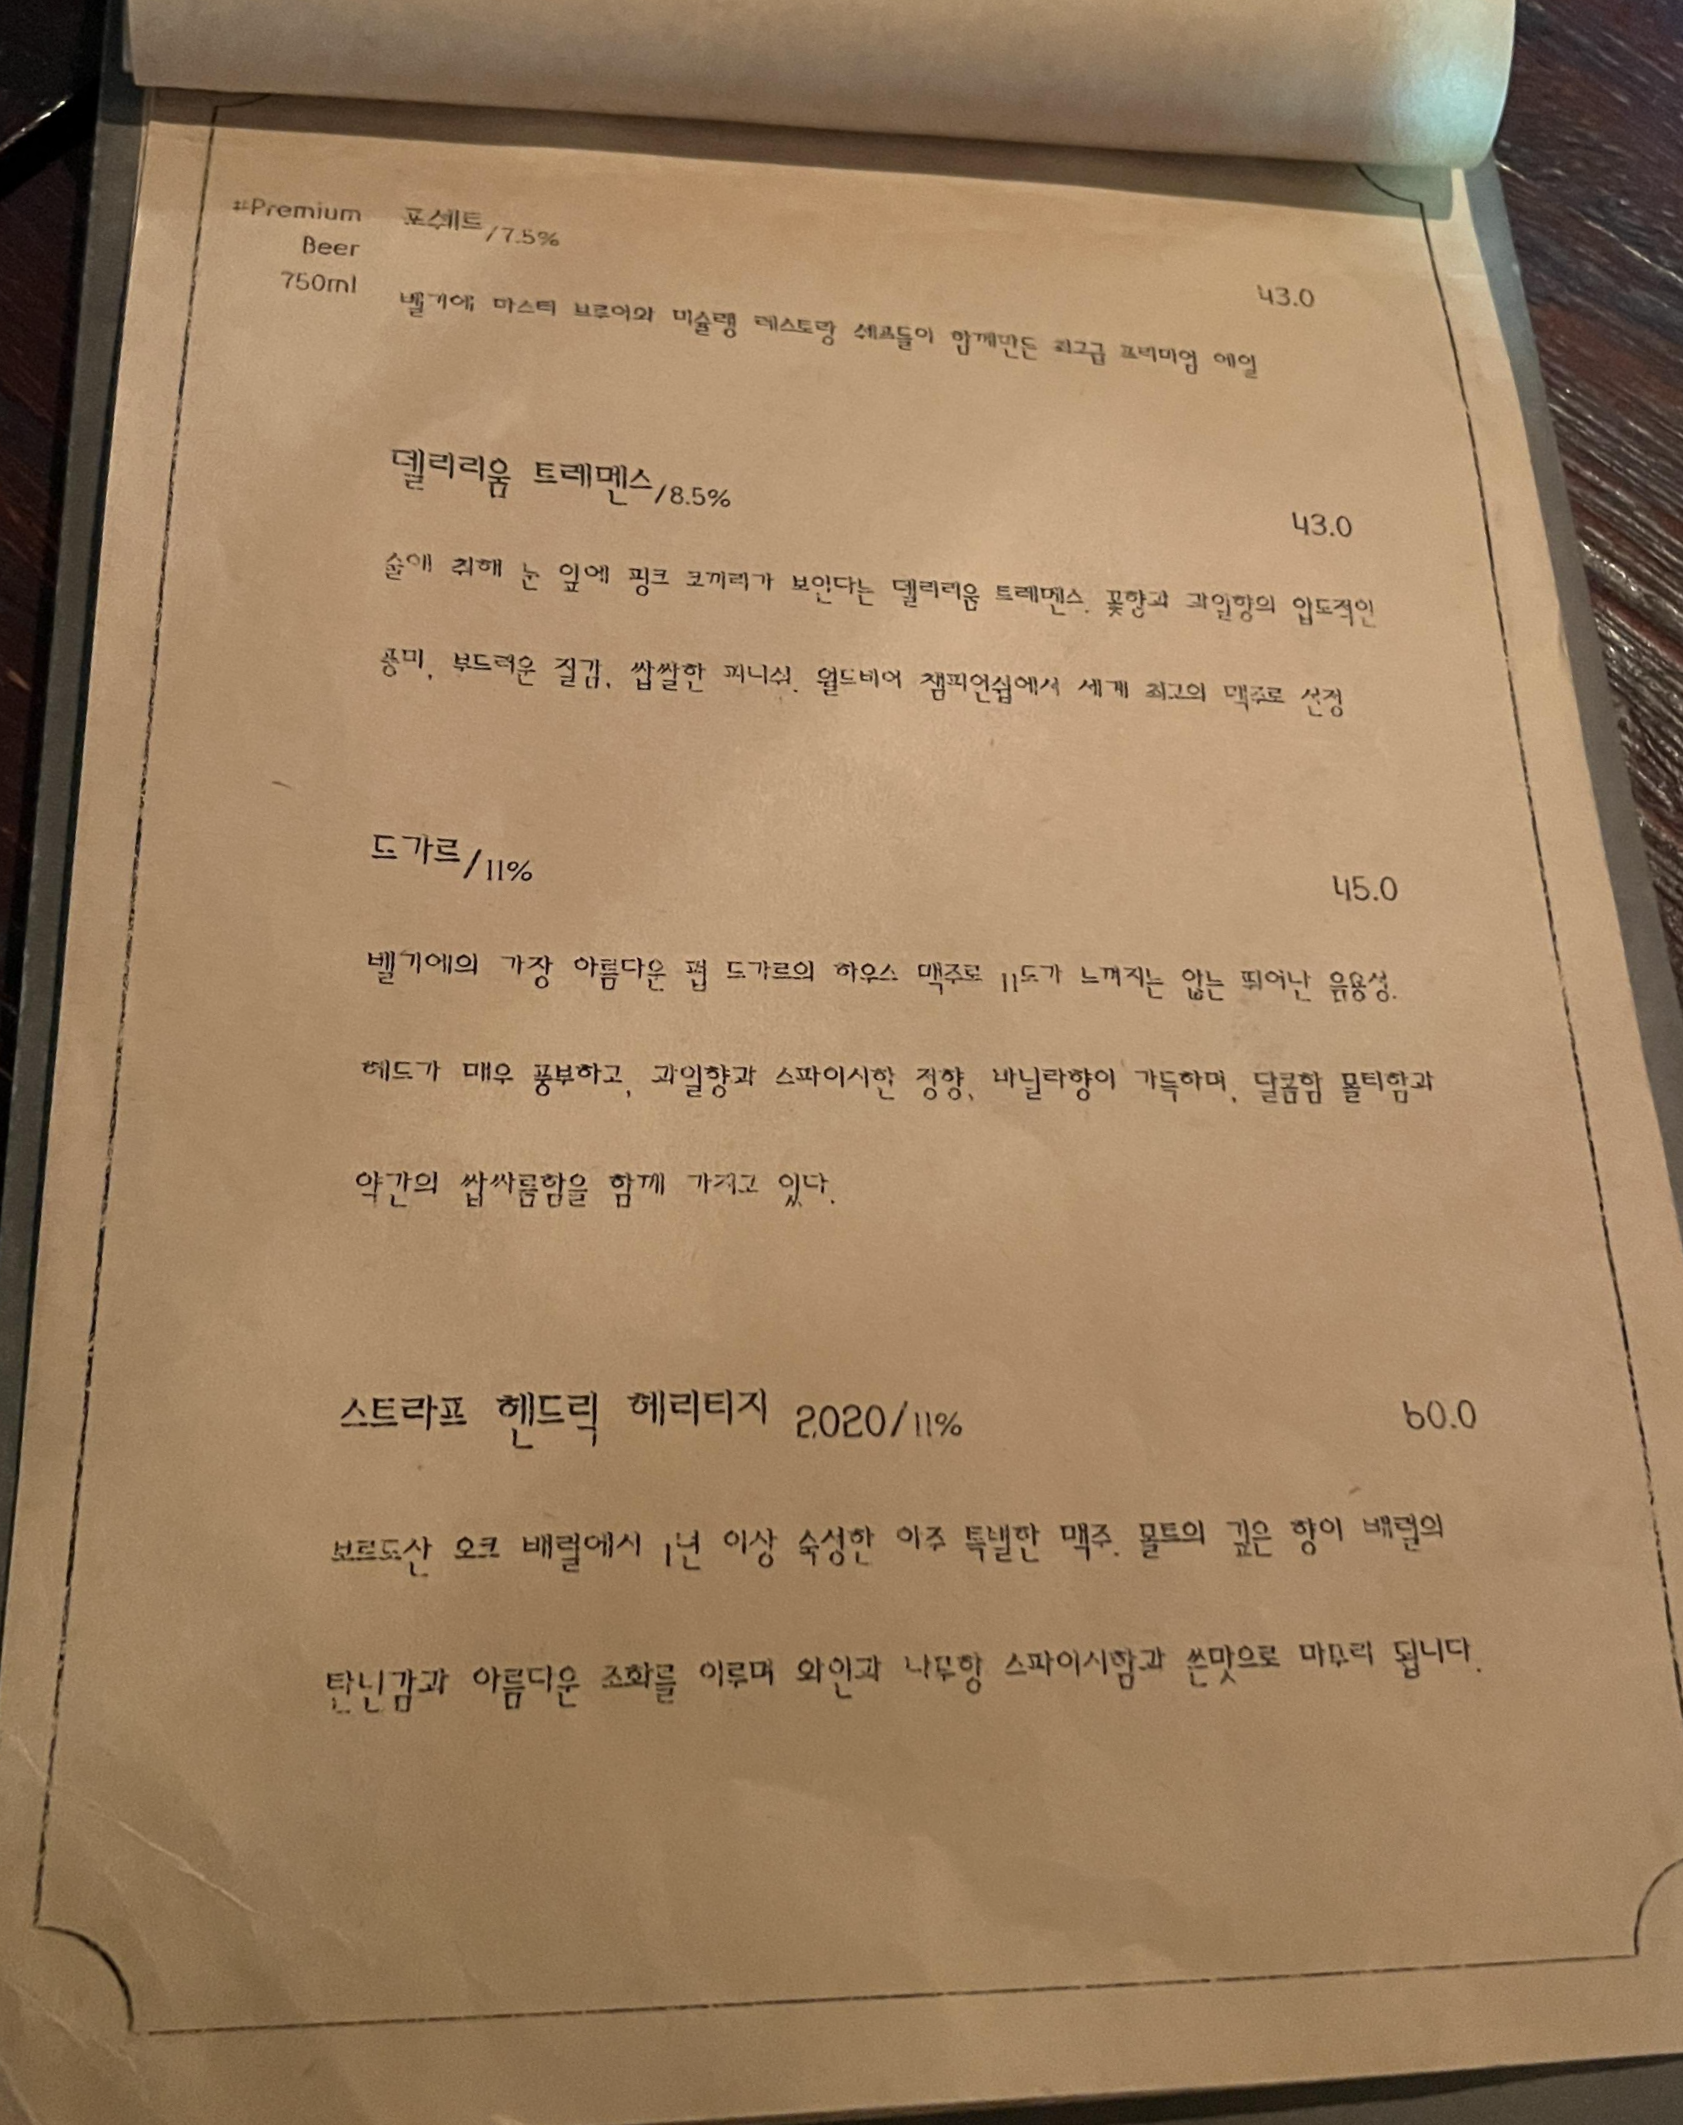 #Premium
Beer
750ml
포스베트/7.5%
43.0
벨기에 마스터 브루어와 미슐랭 레스토랑 셰프들이 함께만든 최고급 프리미엄 에일
델리리움 트레멘스/8.5%
43.0
술에 취해 눈 앞에 핑크 코끼리가 보인다는 델리리움 트레멘스. 꽃향과 과일향의 압도적인
풍미, 부드러운 질감, 쌉쌀한 피니쉬. 월드비어 챔피언쉽에서 세계 최고의 맥주로 선정
드가르/11%
45.0
벨기에의 가장 아름다운 펍 드가르의 하우스 맥주로 11도가 느껴지는 않는 뛰어난 음용성.
헤드가 매우 풍부하고, 과일향과 스파이시한 정향, 바닐라향이 가득하며, 달콤함 몰티함과
약간의 쌉싸름함을 함께 가지고 있다.
스트라프 헨드릭 헤리티지 2020/11%
60.0
보르도산 오크 배럴에서 1년 이상 숙성한 아주 특별한 맥주. 몰트의 깊은 향이 배럴의
탄닌감과 아름다운 조화를 이루며 와인과 나무향 스파이시함과 쓴맛으로 마무리 됩니다.